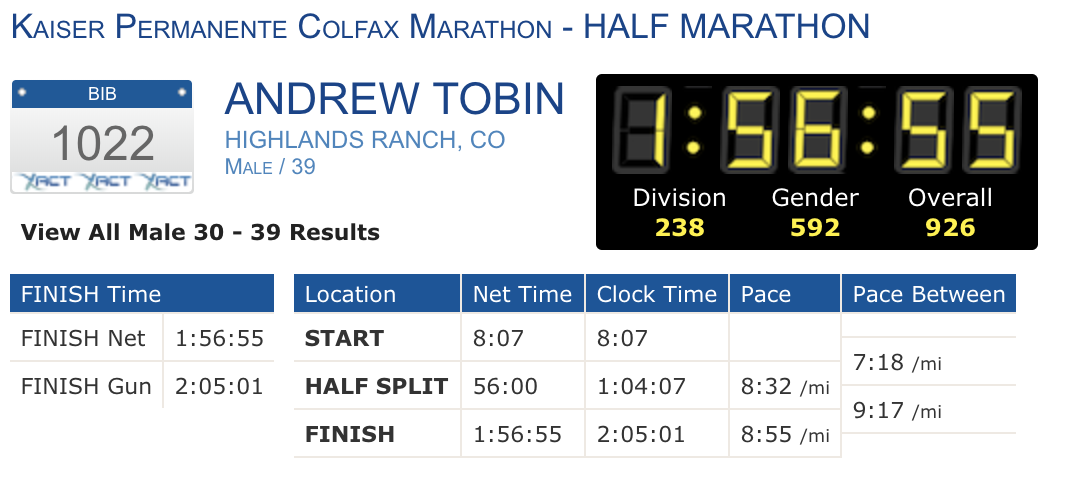 KAISER PERMANENTE COLFAX MARATHON - HALF MARATHON
BIB
1022
XACT XACT XACT
ANDREW TOBIN
HIGHLANDS RANCH, CO
MALE / 39
1:56:55
Division Gender Overall
238 592 926
View All Male 30 - 39 Results
FINISH Time
FINISH Net 1:56:55
FINISH Gun 2:05:01
Location Net Time Clock Time Pace Pace Between
START 8:07 8:07
7:18 /mi
HALF SPLIT 56:00 1:04:07 8:32 /mi
9:17 /mi
FINISH 1:56:55 2:05:01 8:55 /mi